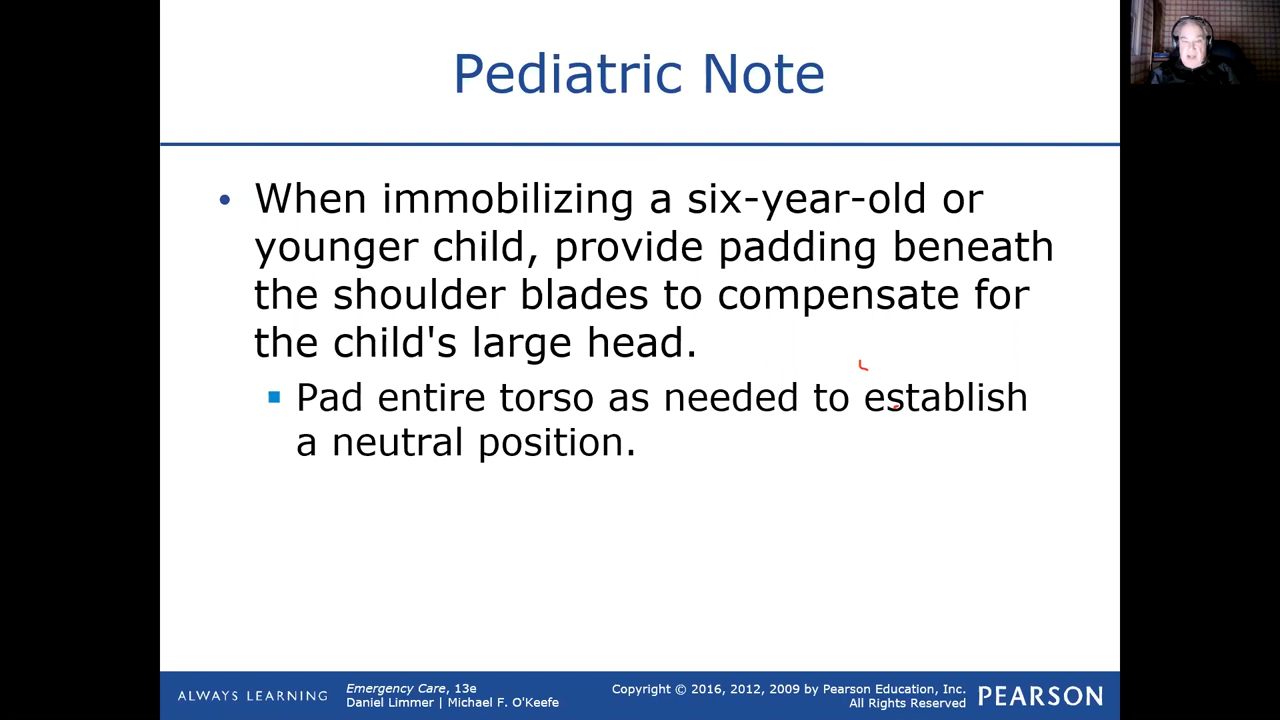 Pediatric Note
• When immobilizing a six-year-old or
younger child, provide padding beneath
the shoulder blades to compensate for
the child's large head.
▪ Pad entire torso as needed to establish
a neutral position.
ALWAYS LEARNING
Emergency Care, 13e
Daniel Limmer | Michael F. O'Keefe
Copyright © 2016, 2012, 2009 by Pearson Education, Inc.
All Rights Reserved
PEARSON